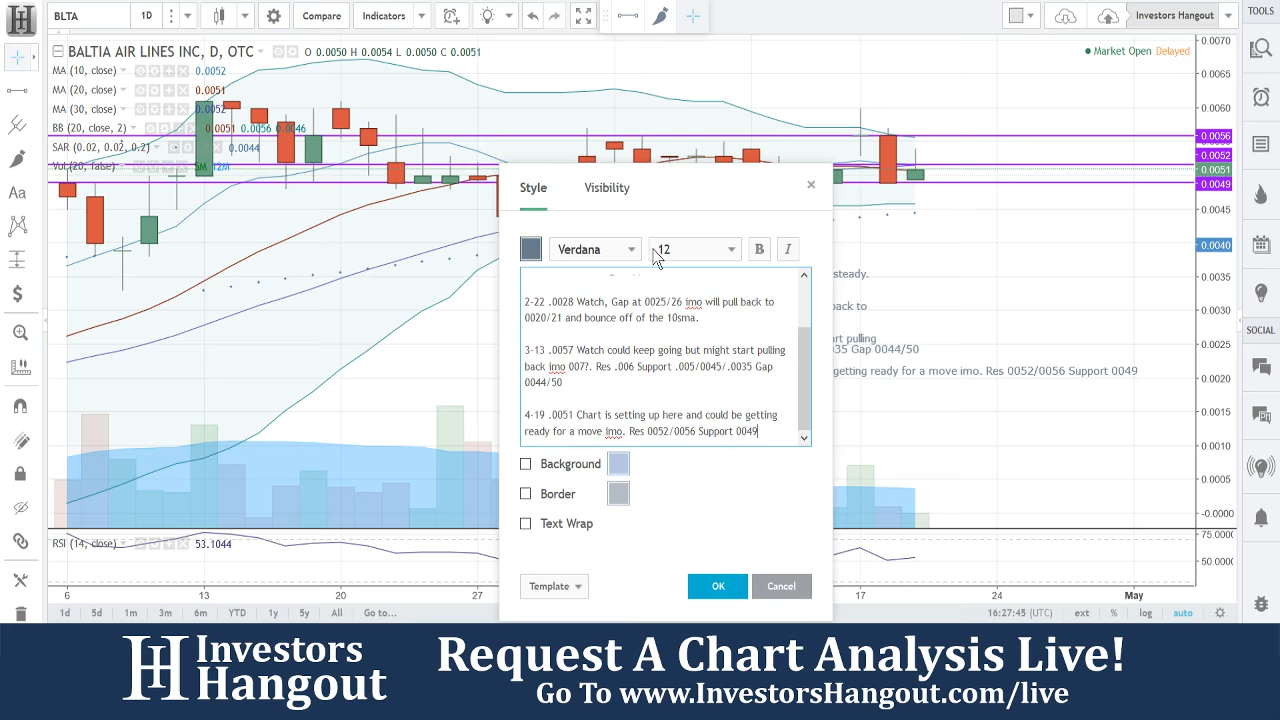 BLTA
1D
Compare
Indicators
Investors Hangout
TOOLS
BALTIA AIR LINES INC, D, OTC
O 0.0050 H 0.0054 L 0.0050 C 0.0051
Market Open Delayed
MA (10, close)
0.0052
MA (20, close)
0.0051
MA (30, close)
0.0052
BB (20, close, 2)
0.0051 0.0056 0.0046
SAR (0.02, 0.02, 0.2)
0.0044
Vol (20, false)
5M
12M
0.0070
0.0065
0.0060
0.0056
0.0052
0.0051
0.0049
0.0045
0.0040
0.0035
0.0030
0.0025
0.0020
0.0015
0.0010
0.0005
-0.0000
75.0000
50.0000
SOCIAL
Style
Visibility
×
Verdana
12
B
I
2-22 .0028 Watch, Gap at 0025/26 imo will pull back to
0020/21 and bounce off of the 10sma.
3-13 .0057 Watch could keep going but might start pulling
back imo 007?. Res .006 Support .005/0045/.0035 Gap
0044/50
4-19 .0051 Chart is setting up here and could be getting
ready for a move imo. Res 0052/0056 Support 0049
steady.
back to
art pulling
035 Gap 0044/50
getting ready for a move imo. Res 0052/0056 Support 0049
Background
Border
Text Wrap
Template
OK
Cancel
RSI (14, close)
53.1044
6
13
20
27
17
24
May
1d
5d
1m
3m
6m
YTD
1y
5y
All
Go to...
16:27:45 (UTC)
ext
%
log
auto
Investors
Hangout
Request A Chart Analysis Live!
Go To www.InvestorsHangout.com/live